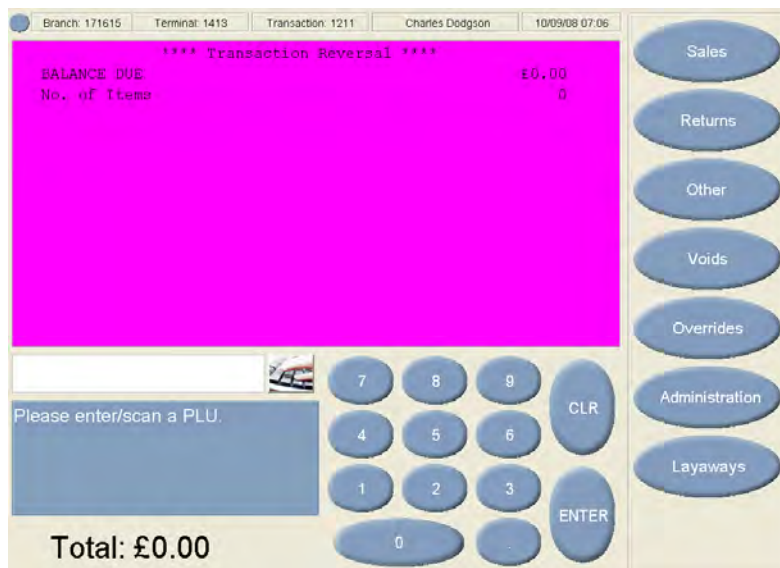 Branch: 171615 Terminal: 1413 Transaction: 1211 Charles Dodgson 10/09/08 07:06
**** Transaction Reversal ****
BALANCE DUE £0.00
No. of Items 0
Please enter/scan a PLU.
Total: £0.00
7 8 9 CLR
4 5 6
1 2 3 ENTER
0 .
Sales
Returns
Other
Voids
Overrides
Administration
Layaways